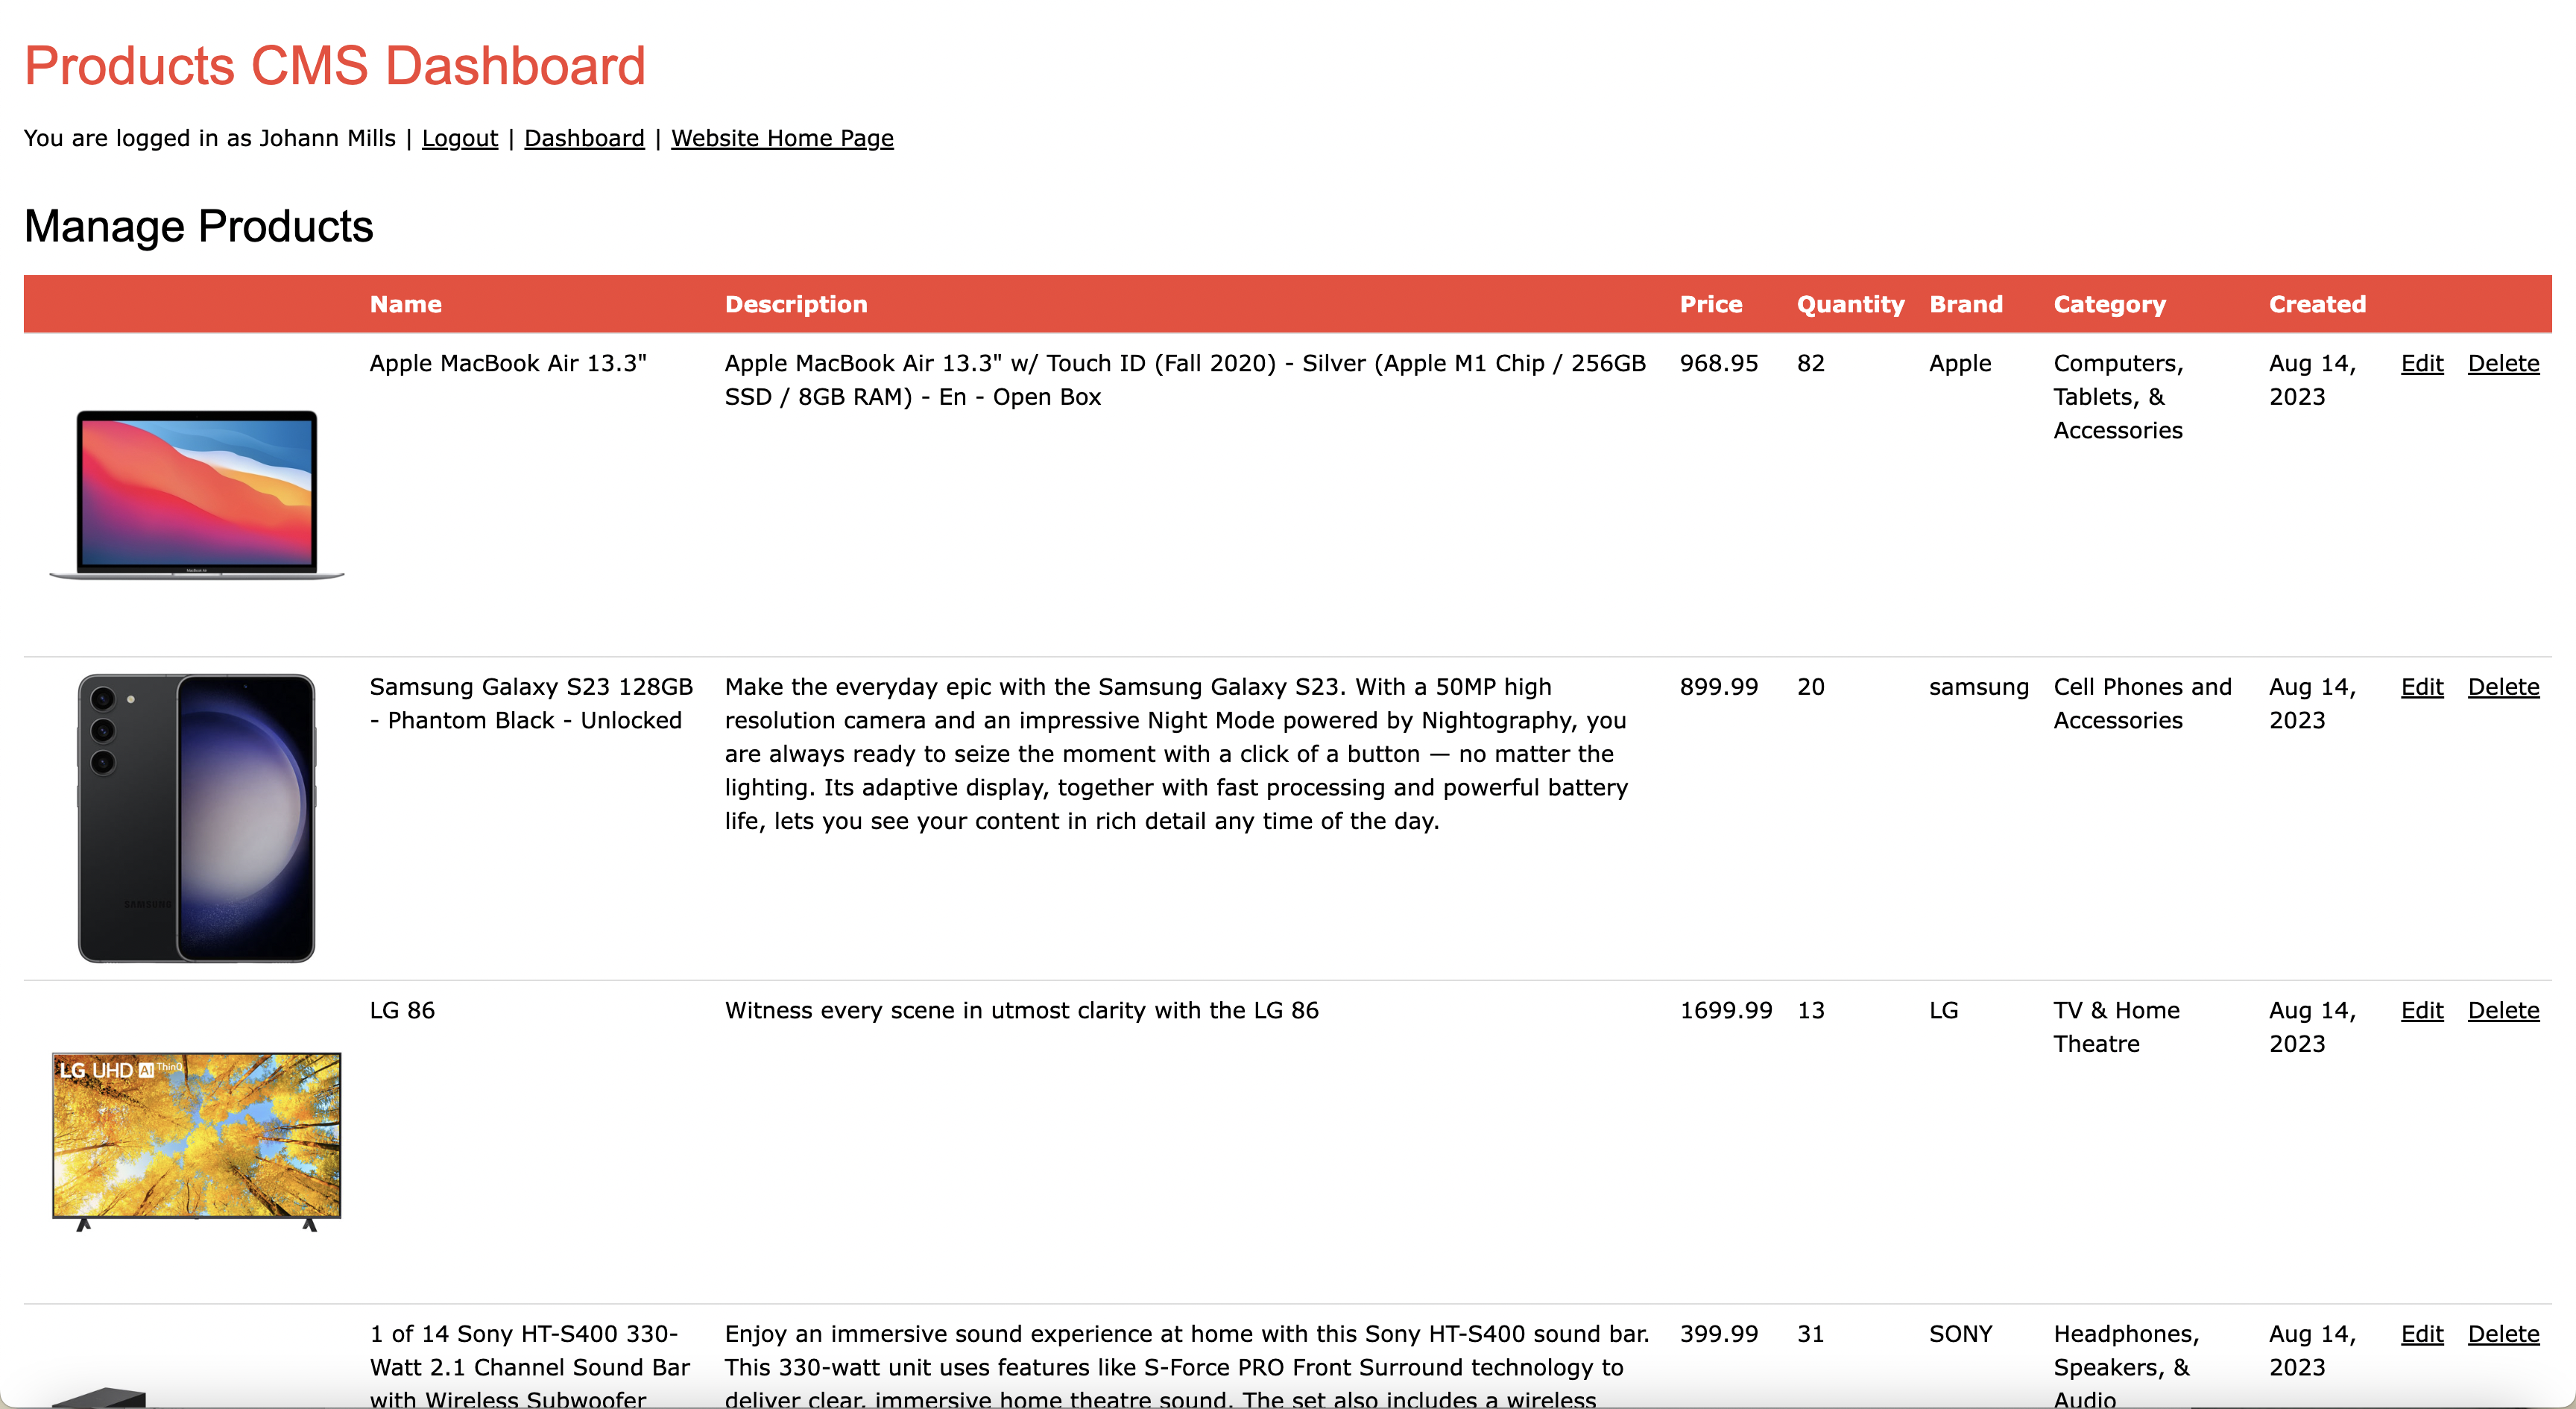 Products CMS Dashboard
You are logged in as Johann Mills | Logout | Dashboard | Website Home Page
Manage Products
Name Description Price Quantity Brand Category Created
Apple MacBook Air 13.3" Apple MacBook Air 13.3" w/ Touch ID (Fall 2020) - Silver (Apple M1 Chip / 256GB 968.95 82 Apple Computers, Aug 14, Edit Delete
SSD / 8GB RAM) - En - Open Box Tablets, & 2023
Accessories
MacBook Air
Samsung Galaxy S23 128GB Make the everyday epic with the Samsung Galaxy S23. With a 50MP high 899.99 20 samsung Cell Phones and Aug 14, Edit Delete
- Phantom Black - Unlocked resolution camera and an impressive Night Mode powered by Nightography, you Accessories 2023
are always ready to seize the moment with a click of a button — no matter the
lighting. Its adaptive display, together with fast processing and powerful battery
life, lets you see your content in rich detail any time of the day.
SAMSUNG
LG 86 Witness every scene in utmost clarity with the LG 86 1699.99 13 LG TV & Home Aug 14, Edit Delete
Theatre 2023
LG UHD AI ThinQ
1 of 14 Sony HT-S400 330- Enjoy an immersive sound experience at home with this Sony HT-S400 sound bar. 399.99 31 SONY Headphones, Aug 14, Edit Delete
Watt 2.1 Channel Sound Bar This 330-watt unit uses features like S-Force PRO Front Surround technology to Speakers, & 2023
with Wireless Subwoofer deliver clear, immersive home theatre sound. The set also includes a wireless Audio